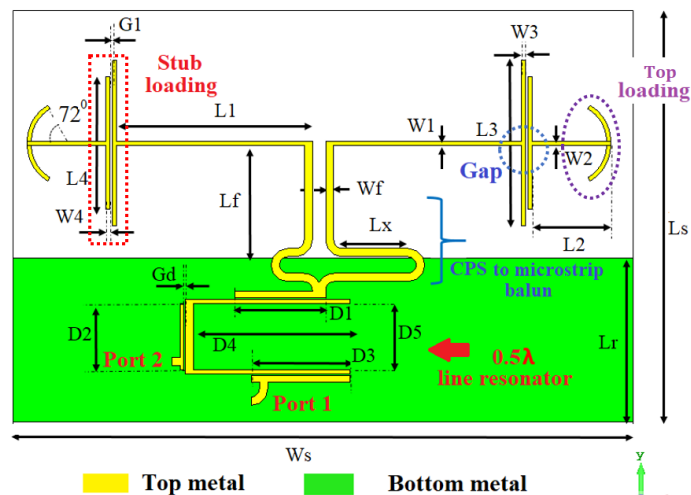 G1
W3
Stub
loading
Top
loading
72⁰
L1
W1
L3
Gap
W2
L4
W4
Lf
Wf
Lx
L2
Ls
CPS to microstrip
balun
Gd
D1
D2
D4
D5
D3
Lr
Port 2
0.5λ
line resonator
Port 1
Ws
y
Top metal
Bottom metal